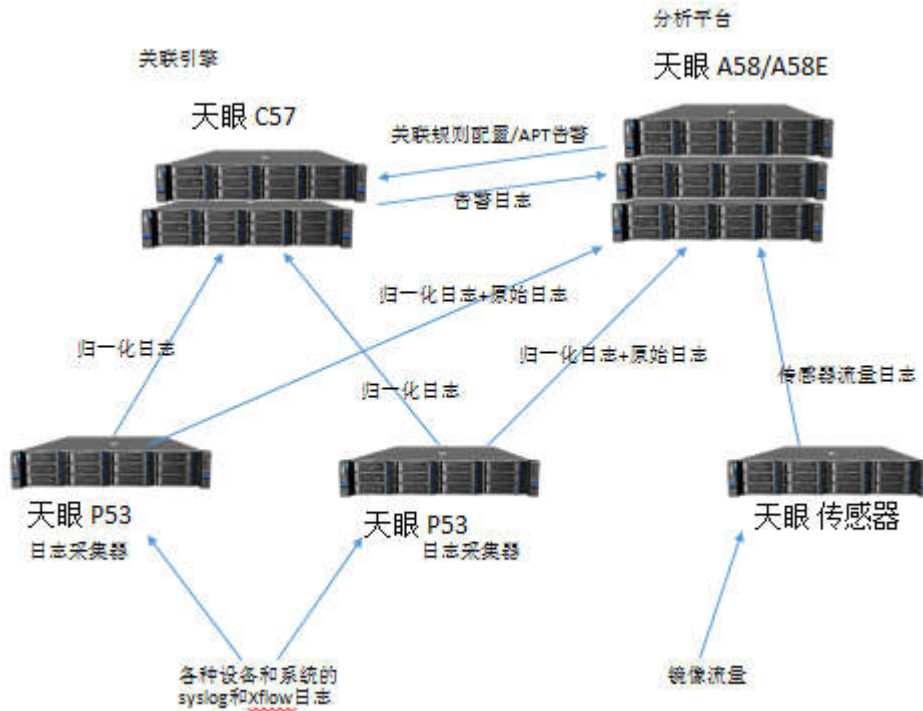 分析平台
关联引擎
天眼 A58/A58E
天眼 C57
关联规则配置/APT告警
告警日志
归一化日志+原始日志
归一化日志
归一化日志+原始日志
归一化日志
传感器流量日志
天眼 P53
日志采集器
天眼 P53
日志采集器
天眼 传感器
各种设备和系统的
syslog和Xflow日志
镜像流量